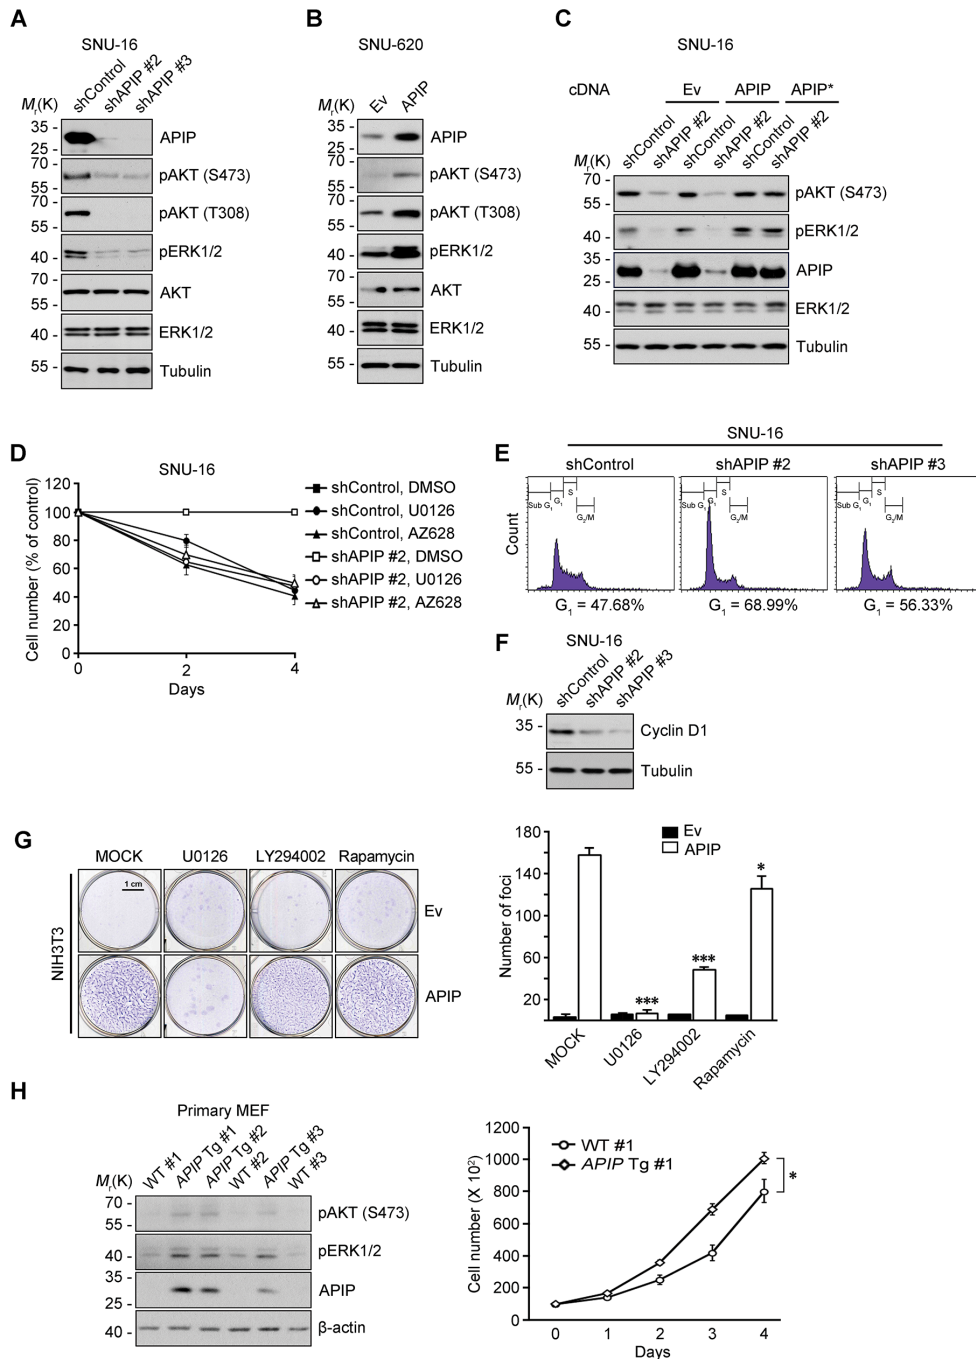 A
SNU-16
shControl
shAPIP #2
shAPIP #3
Mr(K)
35 -
25 -
APIP
70 -
55 -
pAKT (S473)
pAKT (T308)
40 -
pERK1/2
70 -
55 -
AKT
40 -
ERK1/2
55 -
Tubulin
B
SNU-620
Ev
APIP
Mr(K)
35 -
25 -
APIP
70 -
55 -
pAKT (S473)
pAKT (T308)
40 -
pERK1/2
70 -
55 -
AKT
40 -
ERK1/2
55 -
Tubulin
C
SNU-16
cDNA
Ev
APIP
APIP*
shControl
shAPIP #2
shControl
shAPIP #2
shControl
shAPIP #2
Mr(K)
70 -
55 -
pAKT (S473)
40 -
pERK1/2
35 -
25 -
APIP
40 -
ERK1/2
55 -
Tubulin
D
SNU-16
Cell number (% of control)
120
100
80
60
40
20
0
0
2
4
Days
shControl, DMSO
shControl, U0126
shControl, AZ628
shAPIP #2, DMSO
shAPIP #2, U0126
shAPIP #2, AZ628
E
SNU-16
shControl
shAPIP #2
shAPIP #3
Count
Sub G1
G1
S
G2/M
Sub G1
G1
S
G2/M
Sub G1
G1
S
G2/M
G1 = 47.68%
G1 = 68.99%
G1 = 56.33%
F
SNU-16
shControl
shAPIP #2
shAPIP #3
Mr(K)
35 -
Cyclin D1
55 -
Tubulin
G
MOCK
U0126
LY294002
Rapamycin
1 cm
NIH3T3
Ev
APIP
Number of foci
180
140
100
60
20
Ev
APIP
***
***
*
MOCK
U0126
LY294002
Rapamycin
H
Primary MEF
WT #1
APIP Tg #1
APIP Tg #2
WT #2
APIP Tg #3
WT #3
Mr(K)
70 -
55 -
pAKT (S473)
40 -
pERK1/2
35 -
25 -
APIP
40 -
β-actin
Cell number (X 10²)
1200
1000
800
600
400
200
0
WT #1
APIP Tg #1
*
0
1
2
3
4
Days